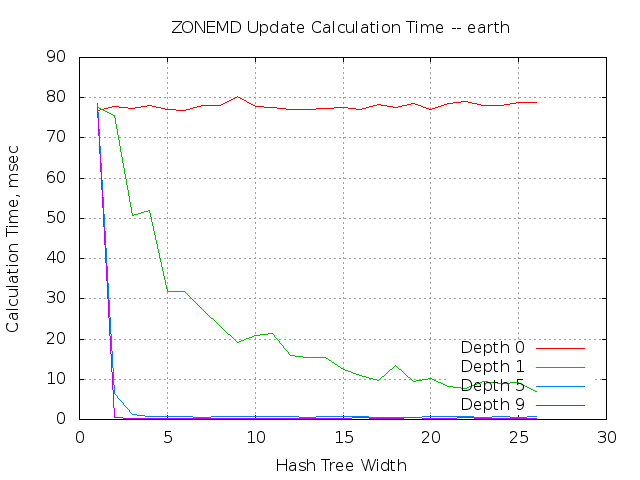 ZONEMD Update Calculation Time -- earth
90
80
70
60
50
40
30
20
10
0
Calculation Time, msec
0 5 10 15 20 25 30
Hash Tree Width
Depth 0
Depth 1
Depth 5
Depth 9